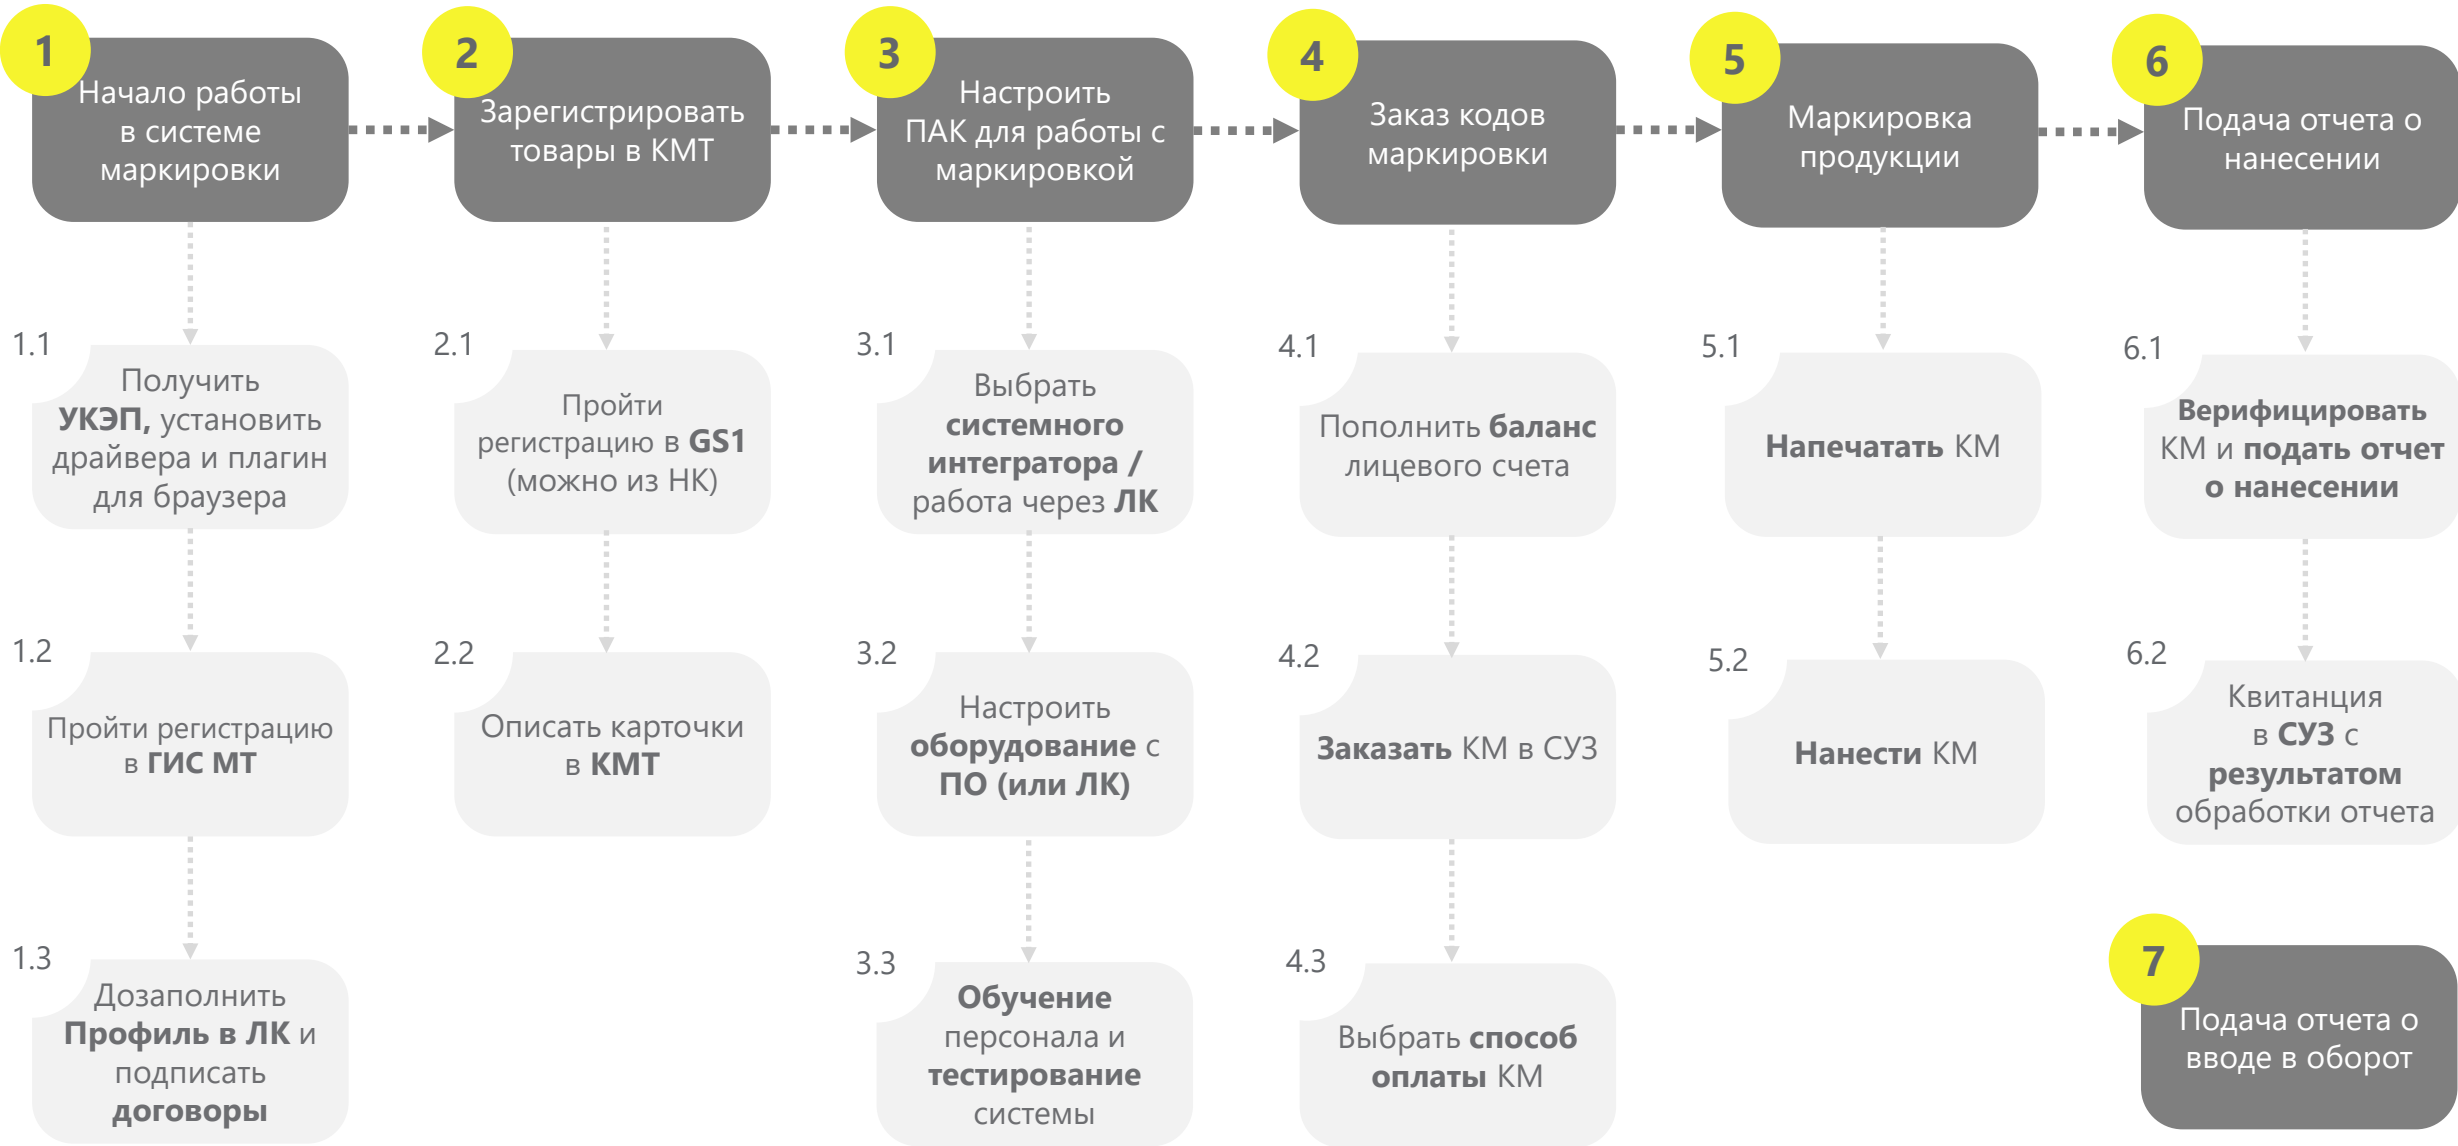 1
Начало работы
в системе
маркировки
2
Зарегистрировать
товары в КМТ
3
Настроить
ПАК для работы с
маркировкой
4
Заказ кодов
маркировки
5
Маркировка
продукции
6
Подача отчета о
нанесении
1.1
Получить
УКЭП, установить
драйвера и плагин
для браузера
2.1
Пройти
регистрацию в GS1
(можно из НК)
3.1
Выбрать
системного
интегратора /
работа через ЛК
4.1
Пополнить баланс
лицевого счета
5.1
Напечатать КМ
6.1
Верифицировать
КМ и подать отчет
о нанесении
1.2
Пройти регистрацию
в ГИС МТ
2.2
Описать карточки
в КМТ
3.2
Настроить
оборудование с
ПО (или ЛК)
4.2
Заказать КМ в СУЗ
5.2
Нанести КМ
6.2
Квитанция
в СУЗ с
результатом
обработки отчета
1.3
Дозаполнить
Профиль в ЛК и
подписать
договоры
3.3
Обучение
персонала и
тестирование
системы
4.3
Выбрать способ
оплаты КМ
7
Подача отчета о
вводе в оборот